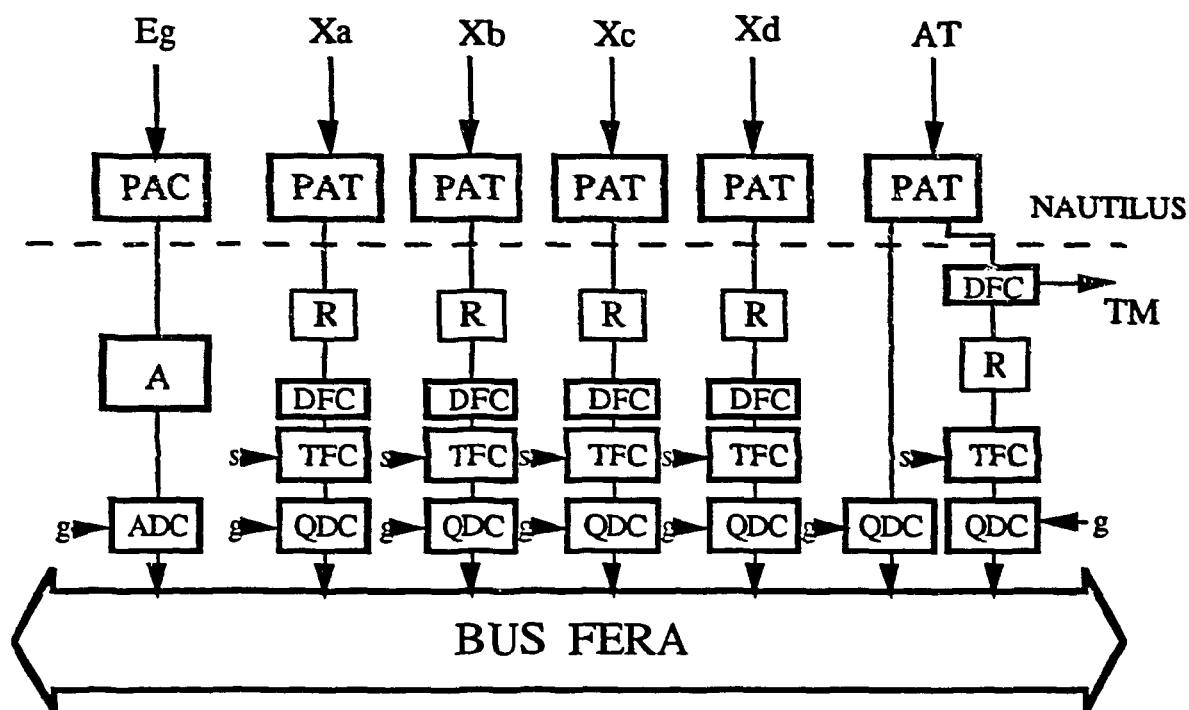 Eg Xa Xb Xc Xd AT
PAC PAT PAT PAT PAT PAT
NAUTILUS
DFC
TM
R R R R
A
R
DFC DFC DFC DFC
s TFC s TFC s TFC s TFC s TFC
g ADC g QDC g QDC g QDC g QDC g QDC QDC g
BUS FERA